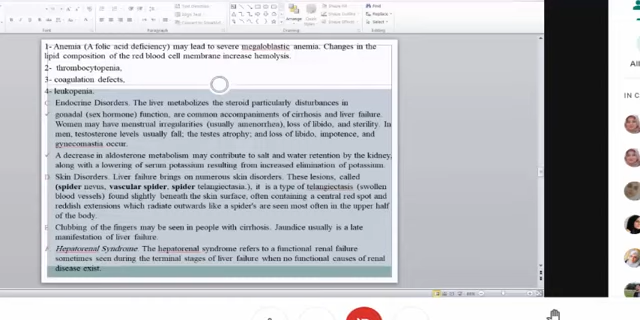 Find
Replace
Select
Arrange
Paragraph
Drawing
Editing
1- Anemia (A folic acid deficiency) may lead to severe megaloblastic anemia. Changes in the
lipid composition of the red blood cell membrane increase hemolysis.
2- thrombocytopenia,
3- coagulation defects,
4- leukopenia.
Endocrine Disorders. The liver metabolizes the steroid particularly disturbances in
gonadal (sex hormone) function, are common accompaniments of cirrhosis and liver failure.
Women may have menstrual irregularities (usually amenorrhea), loss of libido, and sterility. In
men, testosterone levels usually fall; the testes atrophy; and loss of libido, impotence, and
gynecomastia occur.
A decrease in aldosterone metabolism may contribute to salt and water retention by the kidney,
along with a lowering of serum potassium resulting from increased elimination of potassium.
Skin Disorders. Liver failure brings on numerous skin disorders. These lesions, called
(spider nevus, vascular spider, spider telangiectasia.), it is a type of telangiectasis (swollen
blood vessels) found slightly beneath the skin surface, often containing a central red spot and
reddish extensions which radiate outwards like a spider's are seen most often in the upper half
of the body.
Clubbing of the fingers may be seen in people with cirrhosis. Jaundice usually is a late
manifestation of liver failure.
Hepatorenal Syndrome. The hepatorenal syndrome refers to a functional renal failure
sometimes seen during the terminal stages of liver failure when no functional causes of renal
disease exist.